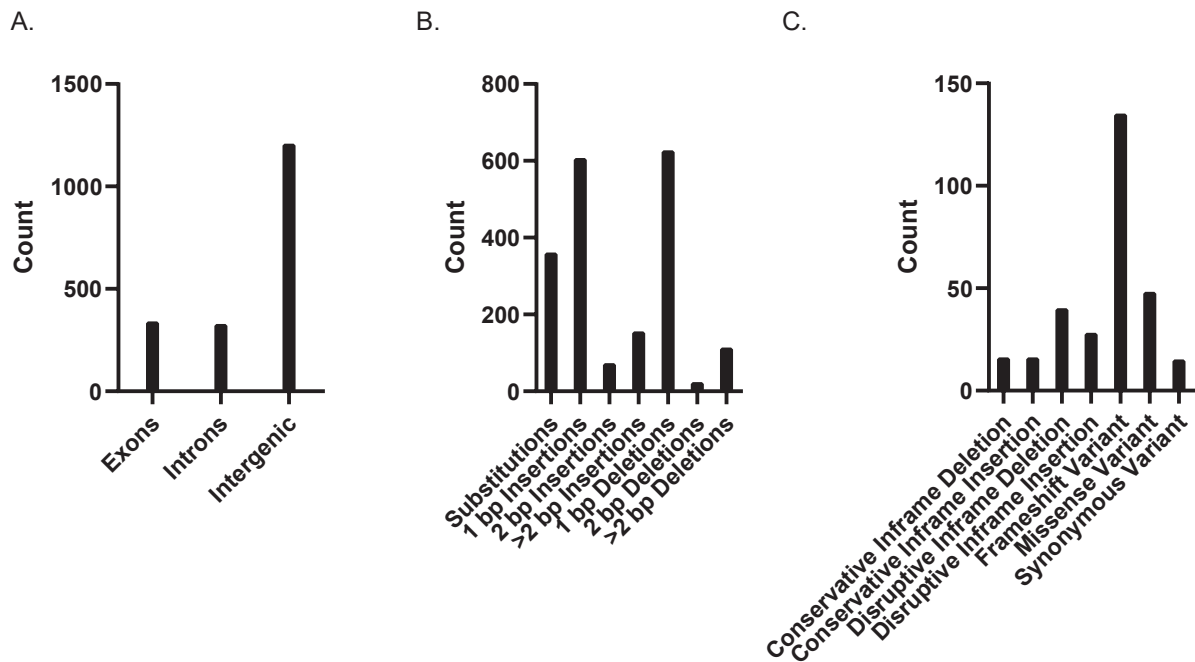 A.
1500
1000
500
0
Count
Exons
Introns
Intergenic
B.
800
600
400
200
0
Count
Substitutions
1 bp Insertions
2 bp Insertions
>2 bp Insertions
1 bp Deletions
2 bp Deletions
>2 bp Deletions
C.
150
100
50
0
Count
Conservative Inframe Deletion
Conservative Inframe Insertion
Disruptive Inframe Deletion
Disruptive Inframe Insertion
Frameshift Variant
Missense Variant
Synonymous Variant